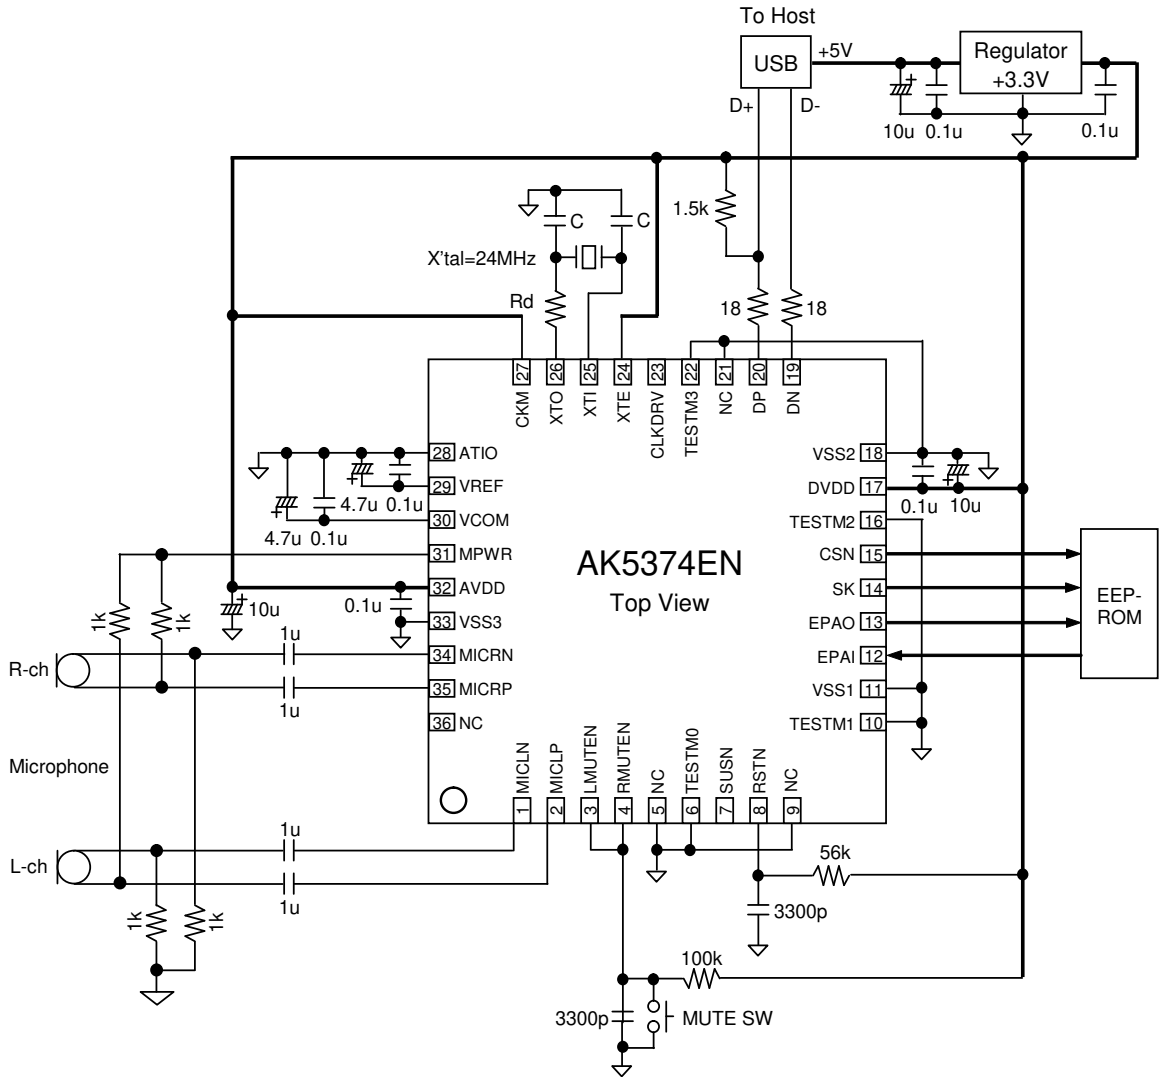 To Host
USB
+5V
Regulator
+3.3V
D+
D-
10u
0.1u
0.1u
1.5k
C
C
X'tal=24MHz
Rd
18
18
27
26
25
24
23
22
21
20
19
CKM
XTO
XTI
XTE
CLKDRV
TESTM3
NC
DP
DN
28 ATIO
29 VREF
30 VCOM
31 MPWR
32 AVDD
33 VSS3
34 MICRN
35 MICRP
36 NC
4.7u
0.1u
4.7u
0.1u
10u
0.1u
VSS2 18
DVDD 17
TESTM2 16
CSN 15
SK 14
EPAO 13
EPAI 12
VSS1 11
TESTM1 10
0.1u
10u
AK5374EN
Top View
EEP-
ROM
1k
1k
1u
1u
R-ch
Microphone
L-ch
1u
1u
1k
1k
MICLN
MICLP
LMUTEN
RMUTEN
NC
TESTM0
SUSN
RSTN
NC
1
2
3
4
5
6
7
8
9
56k
3300p
100k
3300p
MUTE SW